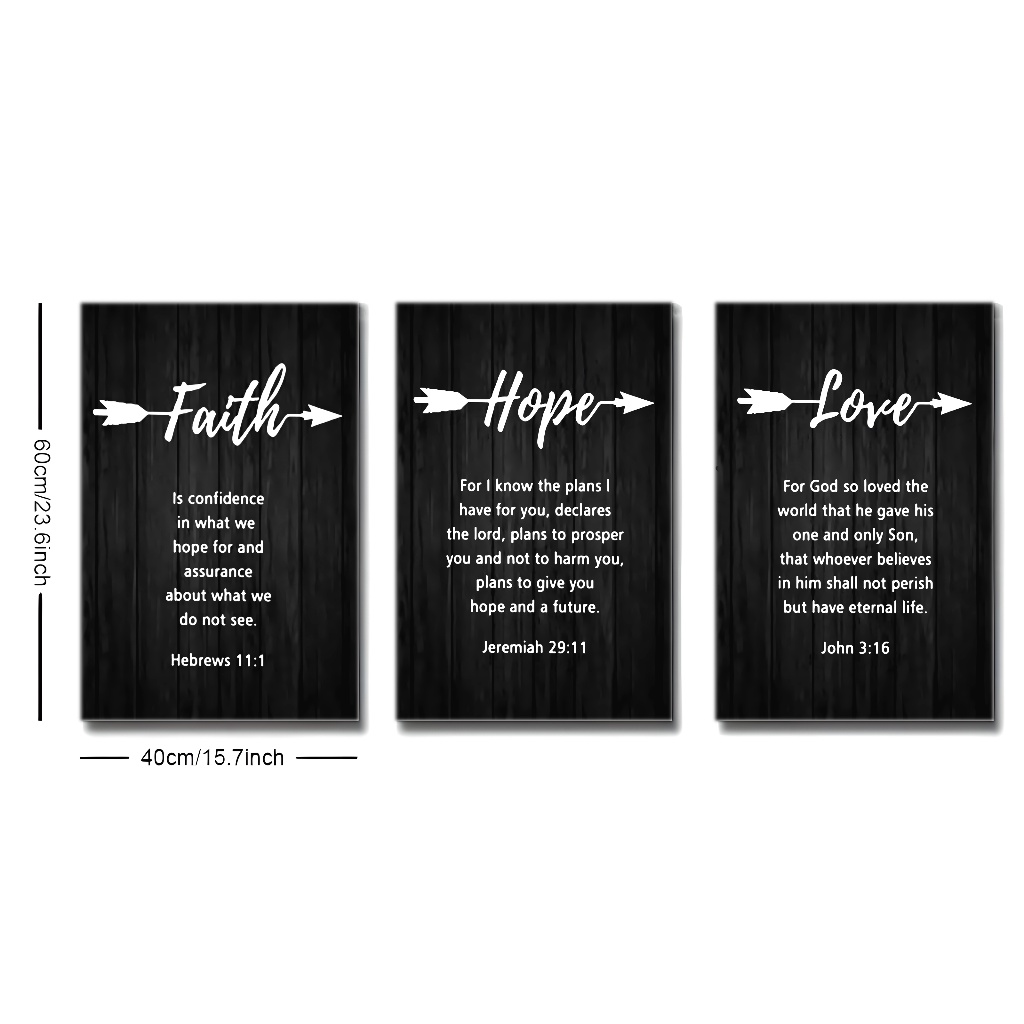 Faith
Is confidence
in what we
hope for and
assurance
about what we
do not see.
Hebrews 11:1
Hope
For I know the plans I
have for you, declares
the lord, plans to prosper
you and not to harm you,
plans to give you
hope and a future.
Jeremiah 29:11
Love
For God so loved the
world that he gave his
one and only Son,
that whoever believes
in him shall not perish
but have eternal life.
John 3:16
60cm/23.6inch
40cm/15.7inch